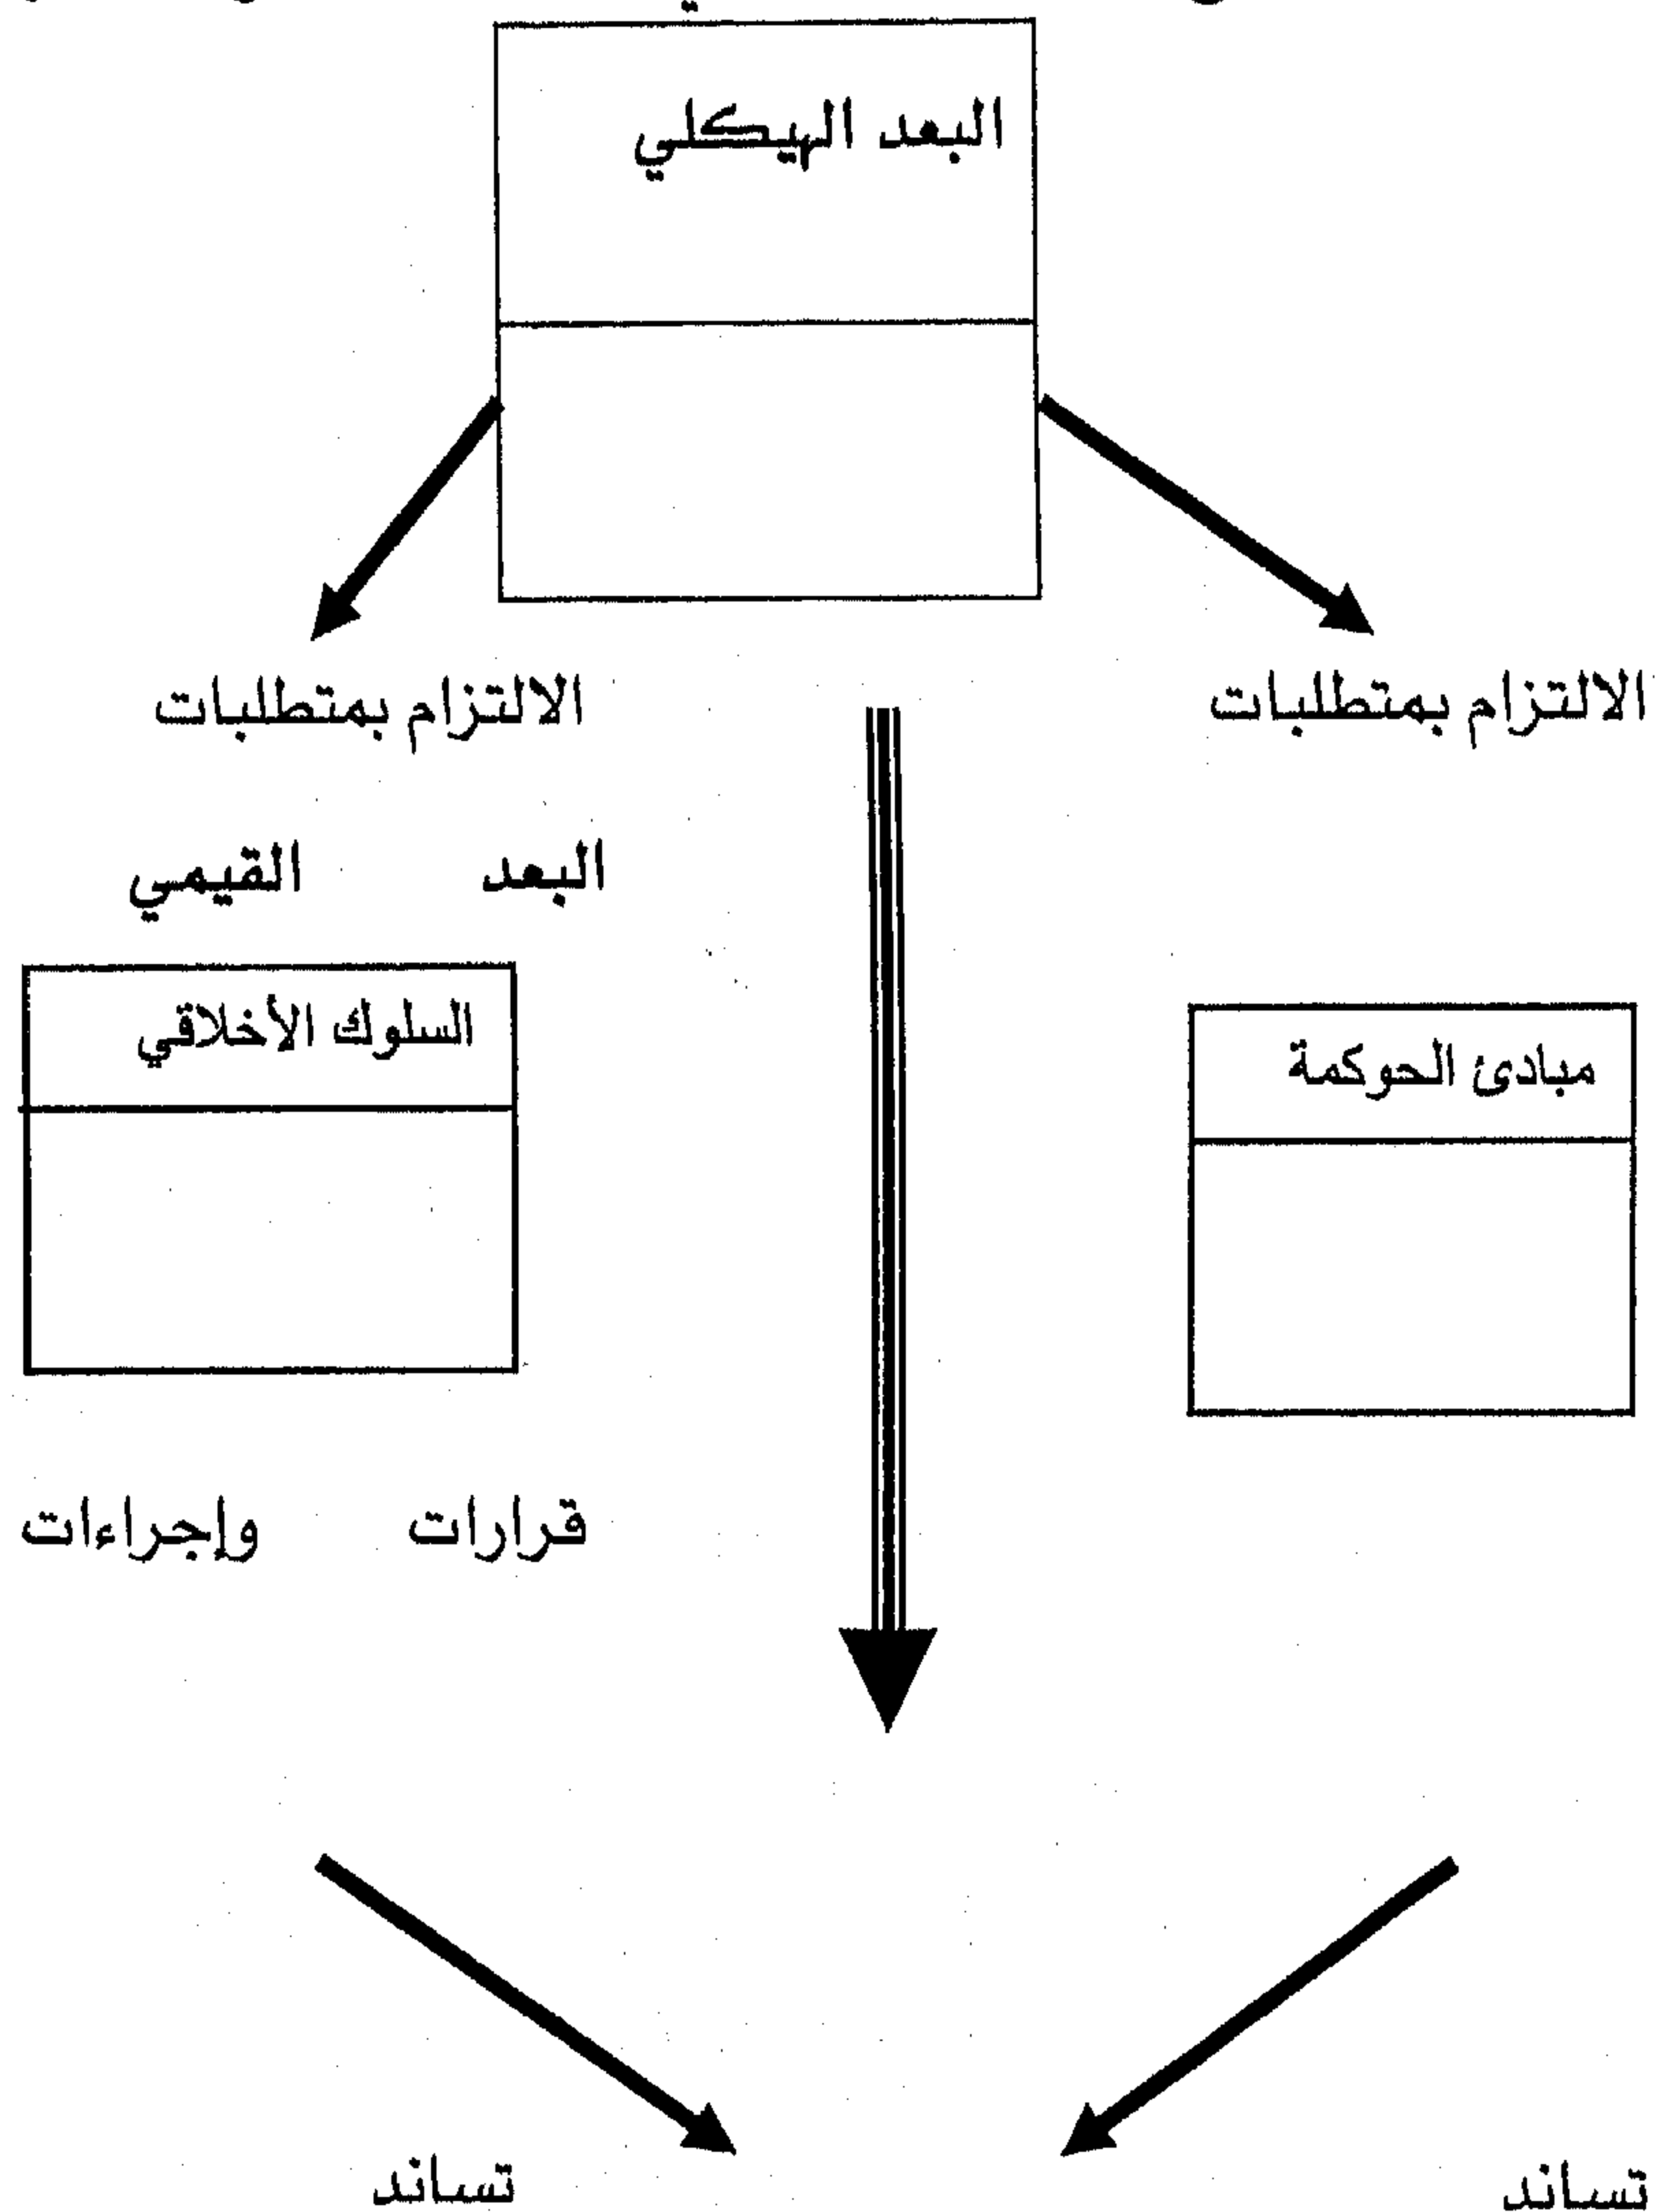 البعد الهيكلي
الالتزام بمتطلبات
الالتزام بمتطلبات
البعد القيمي
السلوك الأخلاقي
مبادئ الحوكمة
قرارات وإجراءات
تساند
تساند